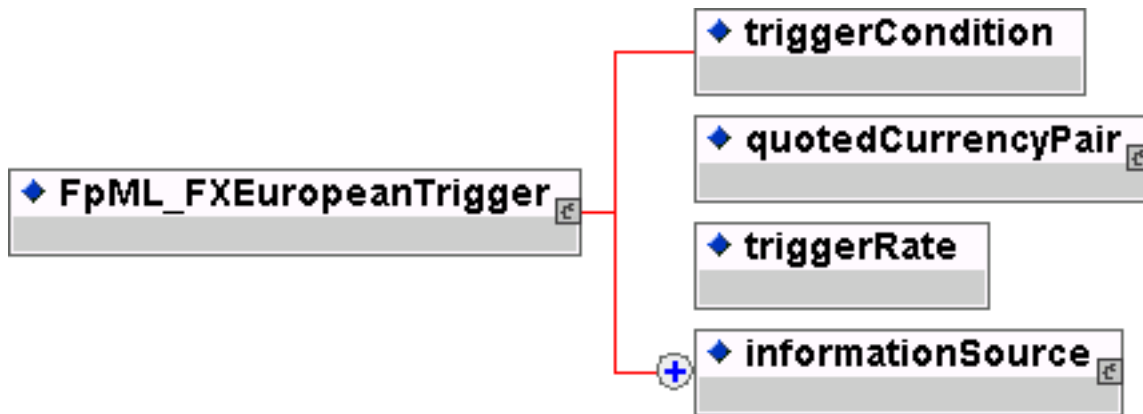 triggerCondition
quotedCurrencyPair
FpML_FXEuropeanTrigger
triggerRate
informationSource